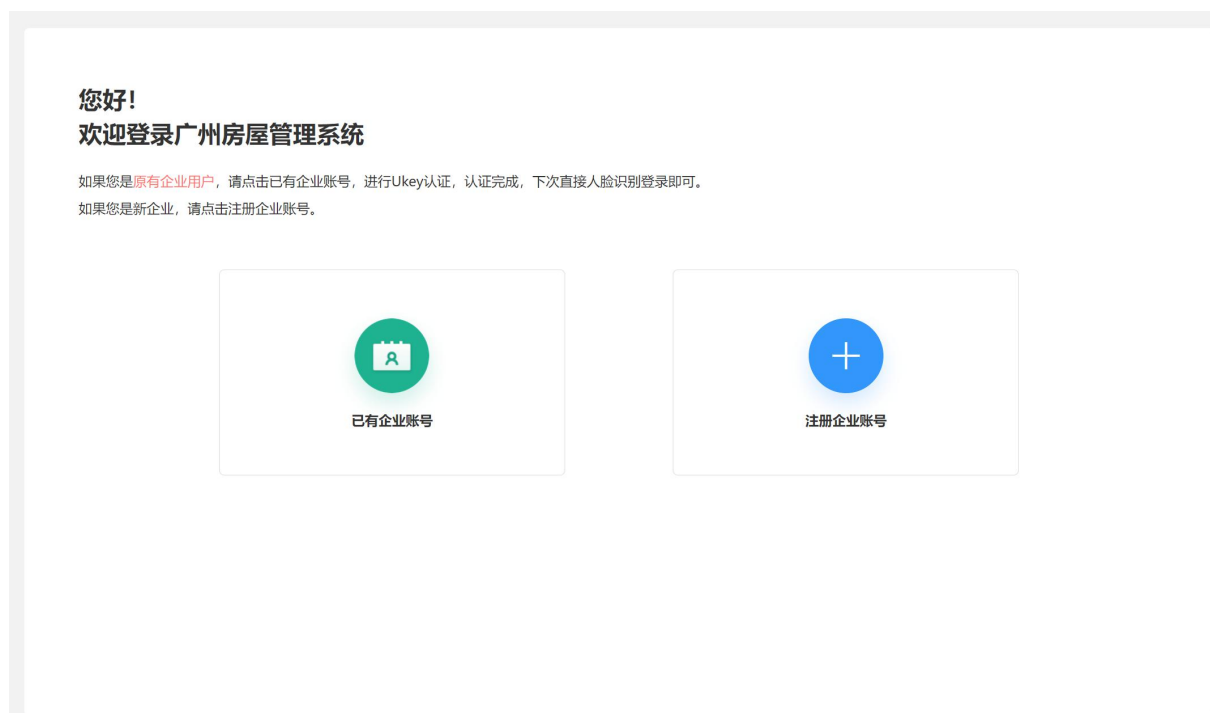 您好！
欢迎登录广州房屋管理系统
如果您是原有企业用户，请点击已有企业账号，进行Ukey认证，认证完成，下次直接人脸识别登录即可。
如果您是新企业，请点击注册企业账号。
已有企业账号
注册企业账号